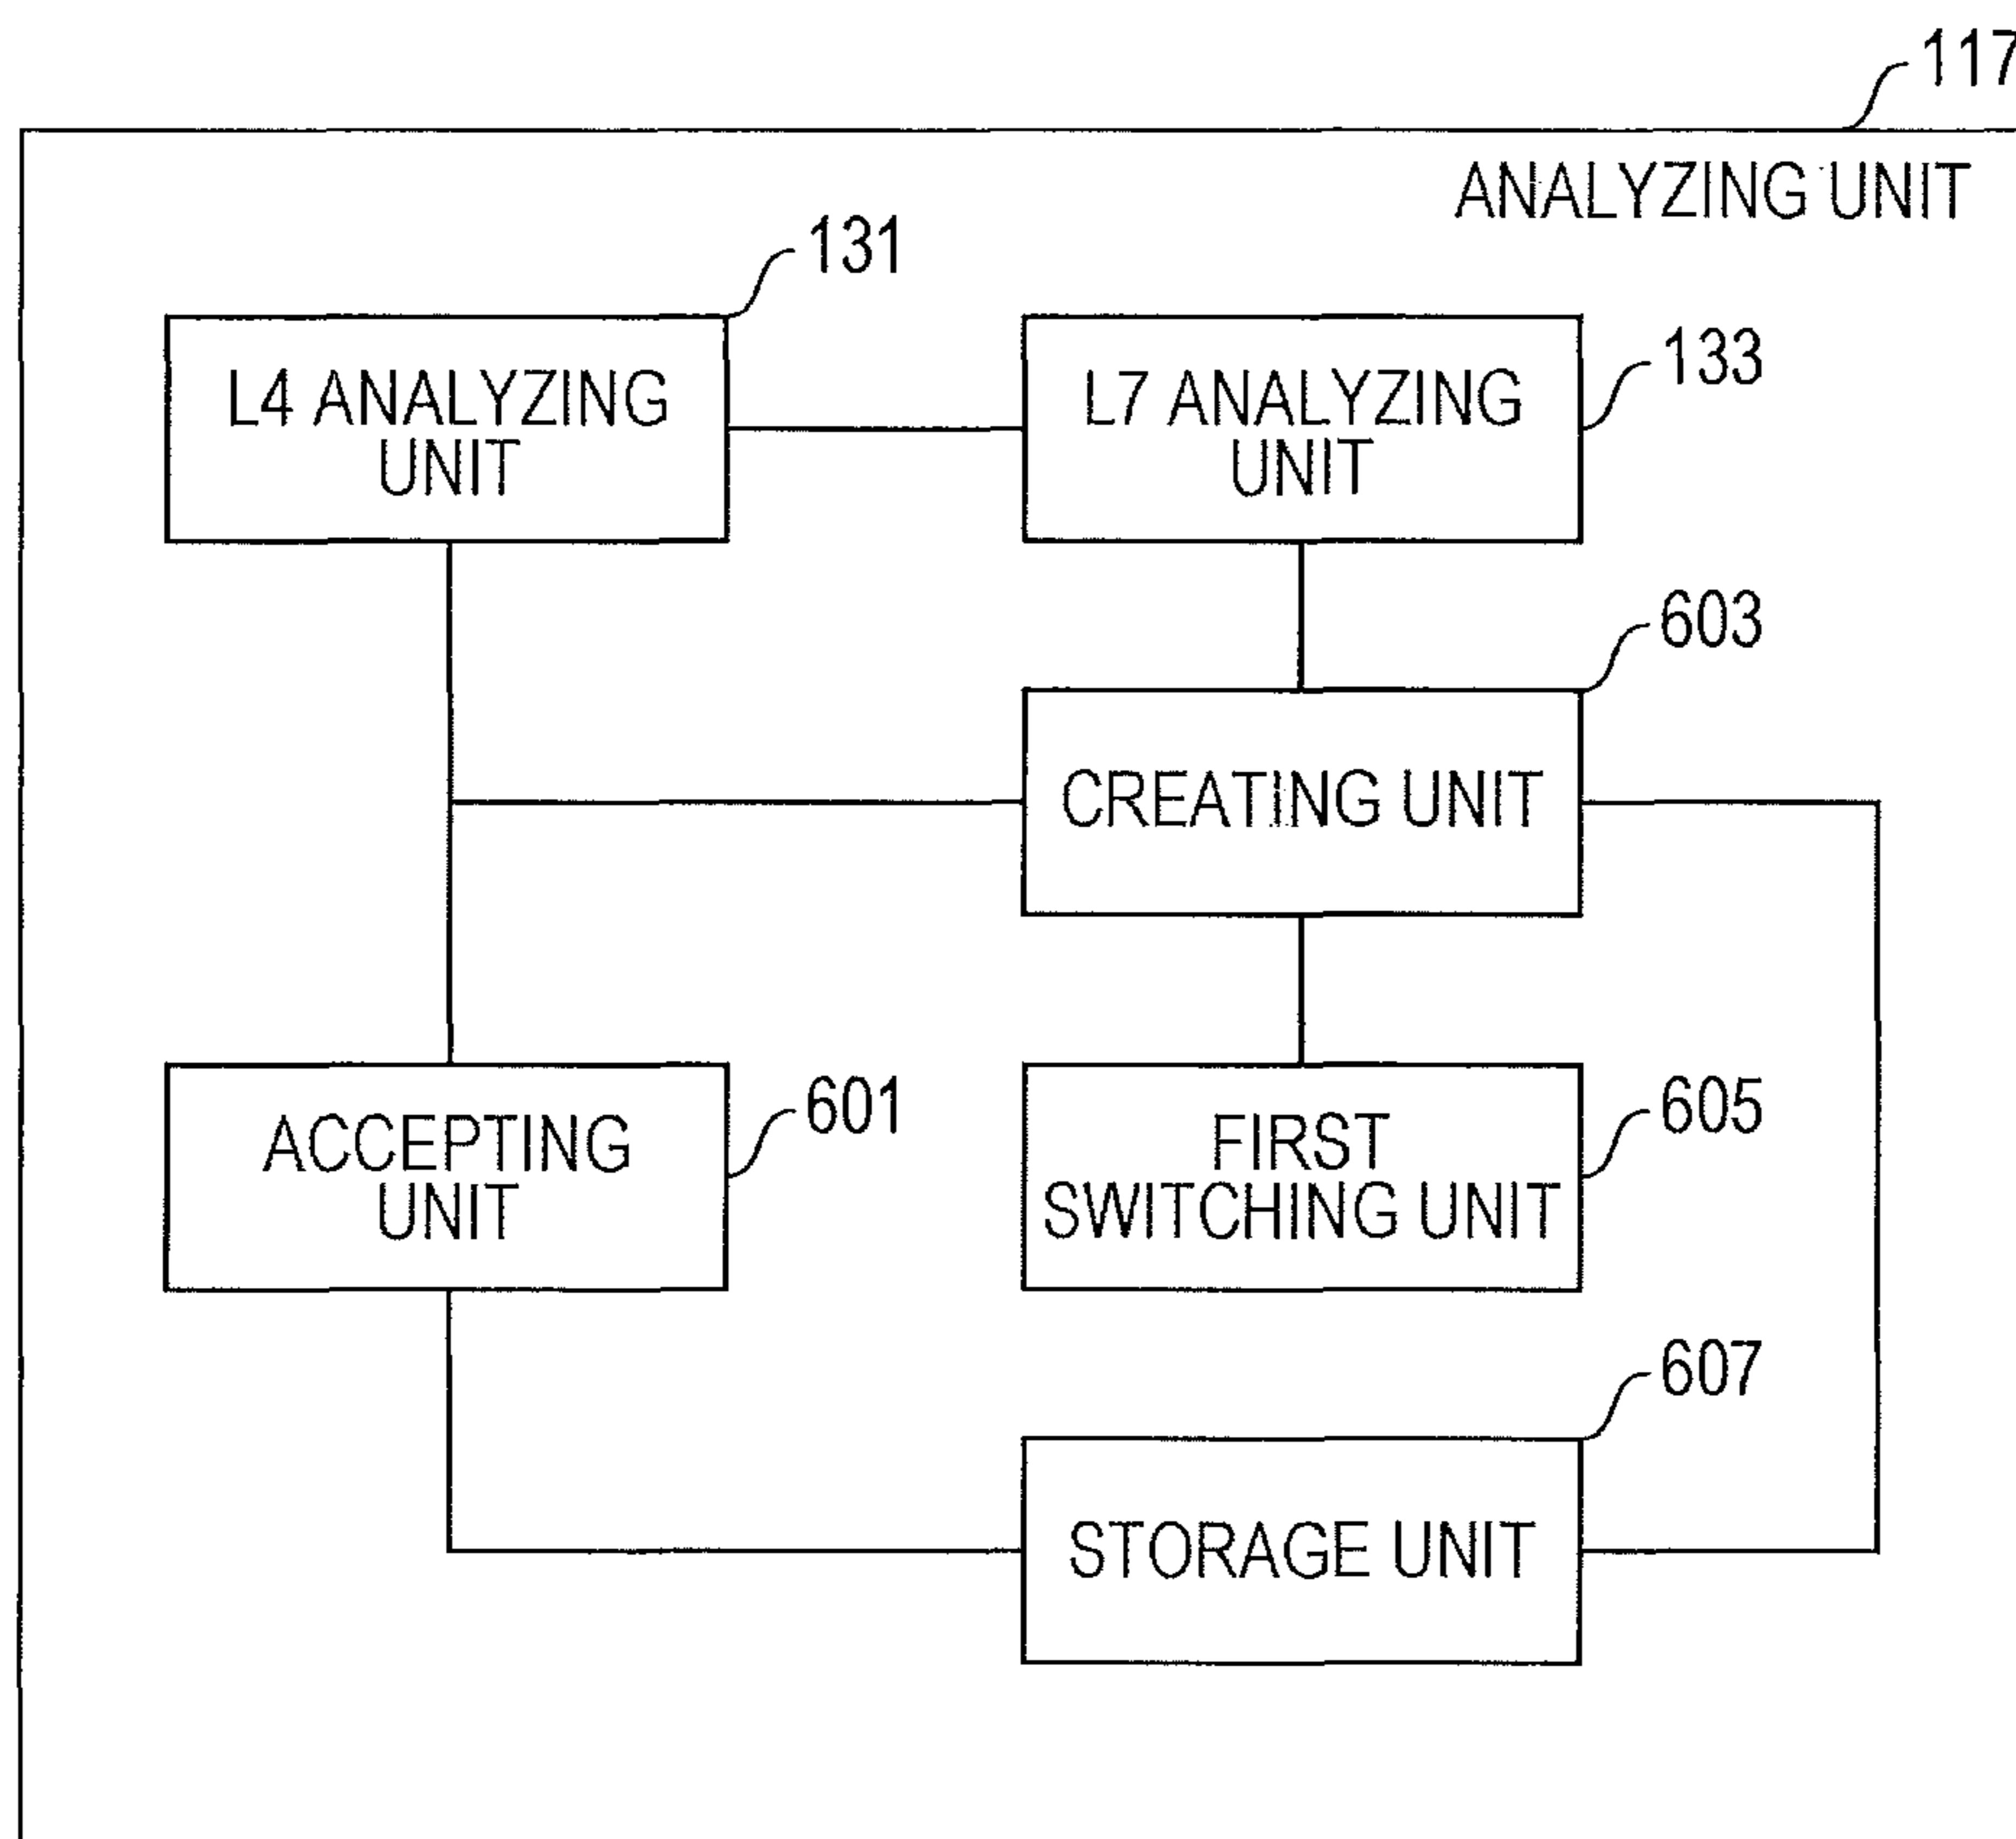 117
ANALYZING UNIT
131
L4 ANALYZING
UNIT
133
L7 ANALYZING
UNIT
603
CREATING UNIT
601
ACCEPTING
UNIT
605
FIRST
SWITCHING UNIT
607
STORAGE UNIT